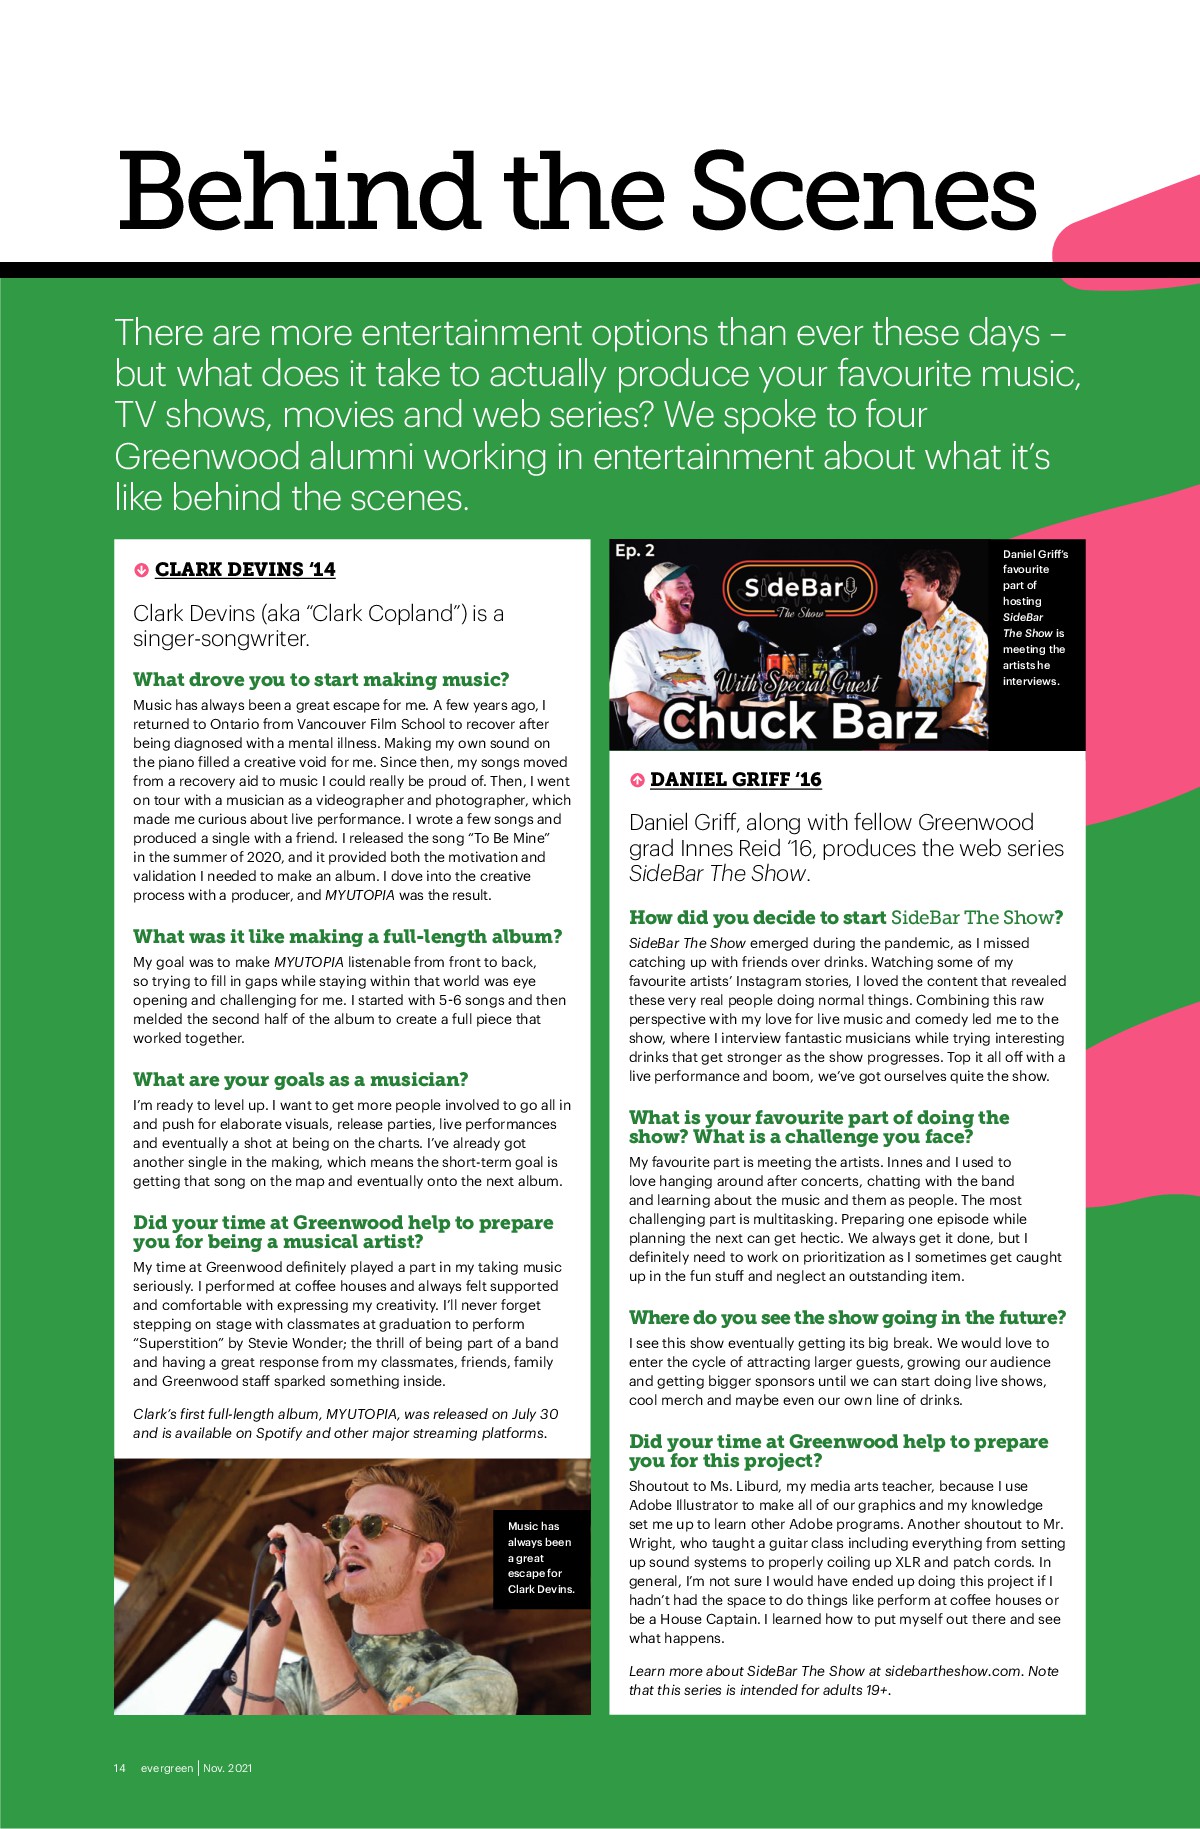 Behind the Scenes
There are more entertainment options than ever these days –
but what does it take to actually produce your favourite music,
TV shows, movies and web series? We spoke to four
Greenwood alumni working in entertainment about what it’s
like behind the scenes.
CLARK DEVINS ‘14
Clark Devins (aka “Clark Copland”) is a
singer-songwriter.
What drove you to start making music?
Music has always been a great escape for me. A few years ago, I
returned to Ontario from Vancouver Film School to recover after
being diagnosed with a mental illness. Making my own sound on
the piano filled a creative void for me. Since then, my songs moved
from a recovery aid to music I could really be proud of. Then, I went
on tour with a musician as a videographer and photographer, which
made me curious about live performance. I wrote a few songs and
produced a single with a friend. I released the song “To Be Mine”
in the summer of 2020, and it provided both the motivation and
validation I needed to make an album. I dove into the creative
process with a producer, and MYUTOPIA was the result.
What was it like making a full-length album?
My goal was to make MYUTOPIA listenable from front to back,
so trying to fill in gaps while staying within that world was eye
opening and challenging for me. I started with 5-6 songs and then
melded the second half of the album to create a full piece that
worked together.
What are your goals as a musician?
I’m ready to level up. I want to get more people involved to go all in
and push for elaborate visuals, release parties, live performances
and eventually a shot at being on the charts. I’ve already got
another single in the making, which means the short-term goal is
getting that song on the map and eventually onto the next album.
Did your time at Greenwood help to prepare
you for being a musical artist?
My time at Greenwood definitely played a part in my taking music
seriously. I performed at coffee houses and always felt supported
and comfortable with expressing my creativity. I’ll never forget
stepping on stage with classmates at graduation to perform
“Superstition” by Stevie Wonder; the thrill of being part of a band
and having a great response from my classmates, friends, family
and Greenwood staff sparked something inside.
Clark’s first full-length album, MYUTOPIA, was released on July 30
and is available on Spotify and other major streaming platforms.
Music has
always been
a great
escape for
Clark Devins.
Ep. 2
SideBar
The Show
With Special Guest
Chuck Barz
Daniel Griff’s
favourite
part of
hosting
SideBar
The Show is
meeting the
artists he
interviews.
DANIEL GRIFF ‘16
Daniel Griff, along with fellow Greenwood
grad Innes Reid ’16, produces the web series
SideBar The Show.
How did you decide to start SideBar The Show?
SideBar The Show emerged during the pandemic, as I missed
catching up with friends over drinks. Watching some of my
favourite artists’ Instagram stories, I loved the content that revealed
these very real people doing normal things. Combining this raw
perspective with my love for live music and comedy led me to the
show, where I interview fantastic musicians while trying interesting
drinks that get stronger as the show progresses. Top it all off with a
live performance and boom, we’ve got ourselves quite the show.
What is your favourite part of doing the
show? What is a challenge you face?
My favourite part is meeting the artists. Innes and I used to
love hanging around after concerts, chatting with the band
and learning about the music and them as people. The most
challenging part is multitasking. Preparing one episode while
planning the next can get hectic. We always get it done, but I
definitely need to work on prioritization as I sometimes get caught
up in the fun stuff and neglect an outstanding item.
Where do you see the show going in the future?
I see this show eventually getting its big break. We would love to
enter the cycle of attracting larger guests, growing our audience
and getting bigger sponsors until we can start doing live shows,
cool merch and maybe even our own line of drinks.
Did your time at Greenwood help to prepare
you for this project?
Shoutout to Ms. Liburd, my media arts teacher, because I use
Adobe Illustrator to make all of our graphics and my knowledge
set me up to learn other Adobe programs. Another shoutout to Mr.
Wright, who taught a guitar class including everything from setting
up sound systems to properly coiling up XLR and patch cords. In
general, I’m not sure I would have ended up doing this project if I
hadn’t had the space to do things like perform at coffee houses or
be a House Captain. I learned how to put myself out there and see
what happens.
Learn more about SideBar The Show at sidebartheshow.com. Note
that this series is intended for adults 19+.
14 evergreen | Nov. 2021